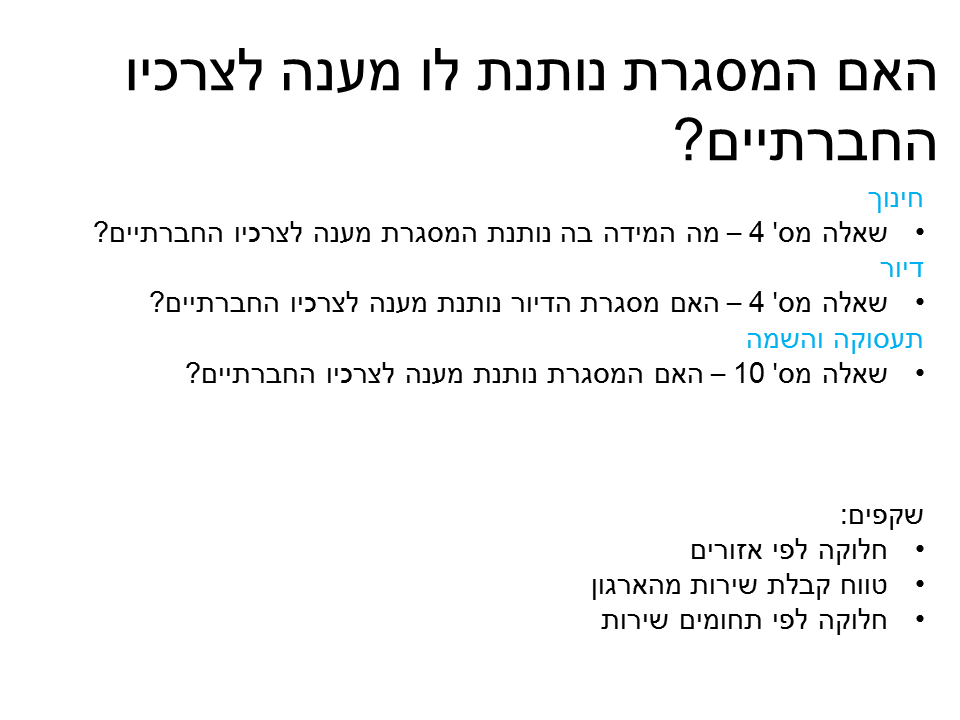 האם המסגרת נותנת לו מענה לצרכיו
החברתיים?
חינוך
• שאלה מס' 4 – מה המידה בה נותנת המסגרת מענה לצרכיו החברתיים?
דיור
• שאלה מס' 4 – האם מסגרת הדיור נותנת מענה לצרכיו החברתיים?
תעסוקה והשמה
• שאלה מס' 10 – האם המסגרת נותנת מענה לצרכיו החברתיים?
שקפים:
• חלוקה לפי אזורים
• טווח קבלת שירות מהארגון
• חלוקה לפי תחומים שירות